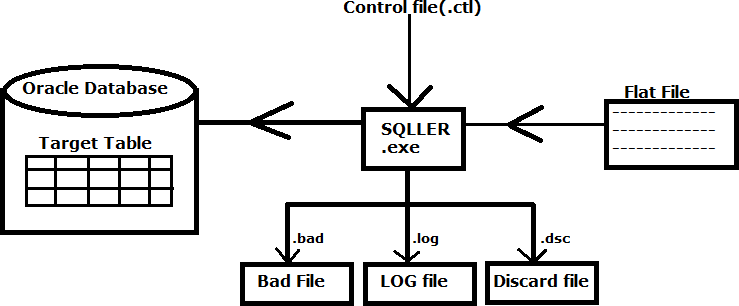 Control file(.ctl)
Oracle Database
Flat File
Target Table
SQLLER
.exe
.bad
.log
.dsc
Bad File
LOG file
Discard file